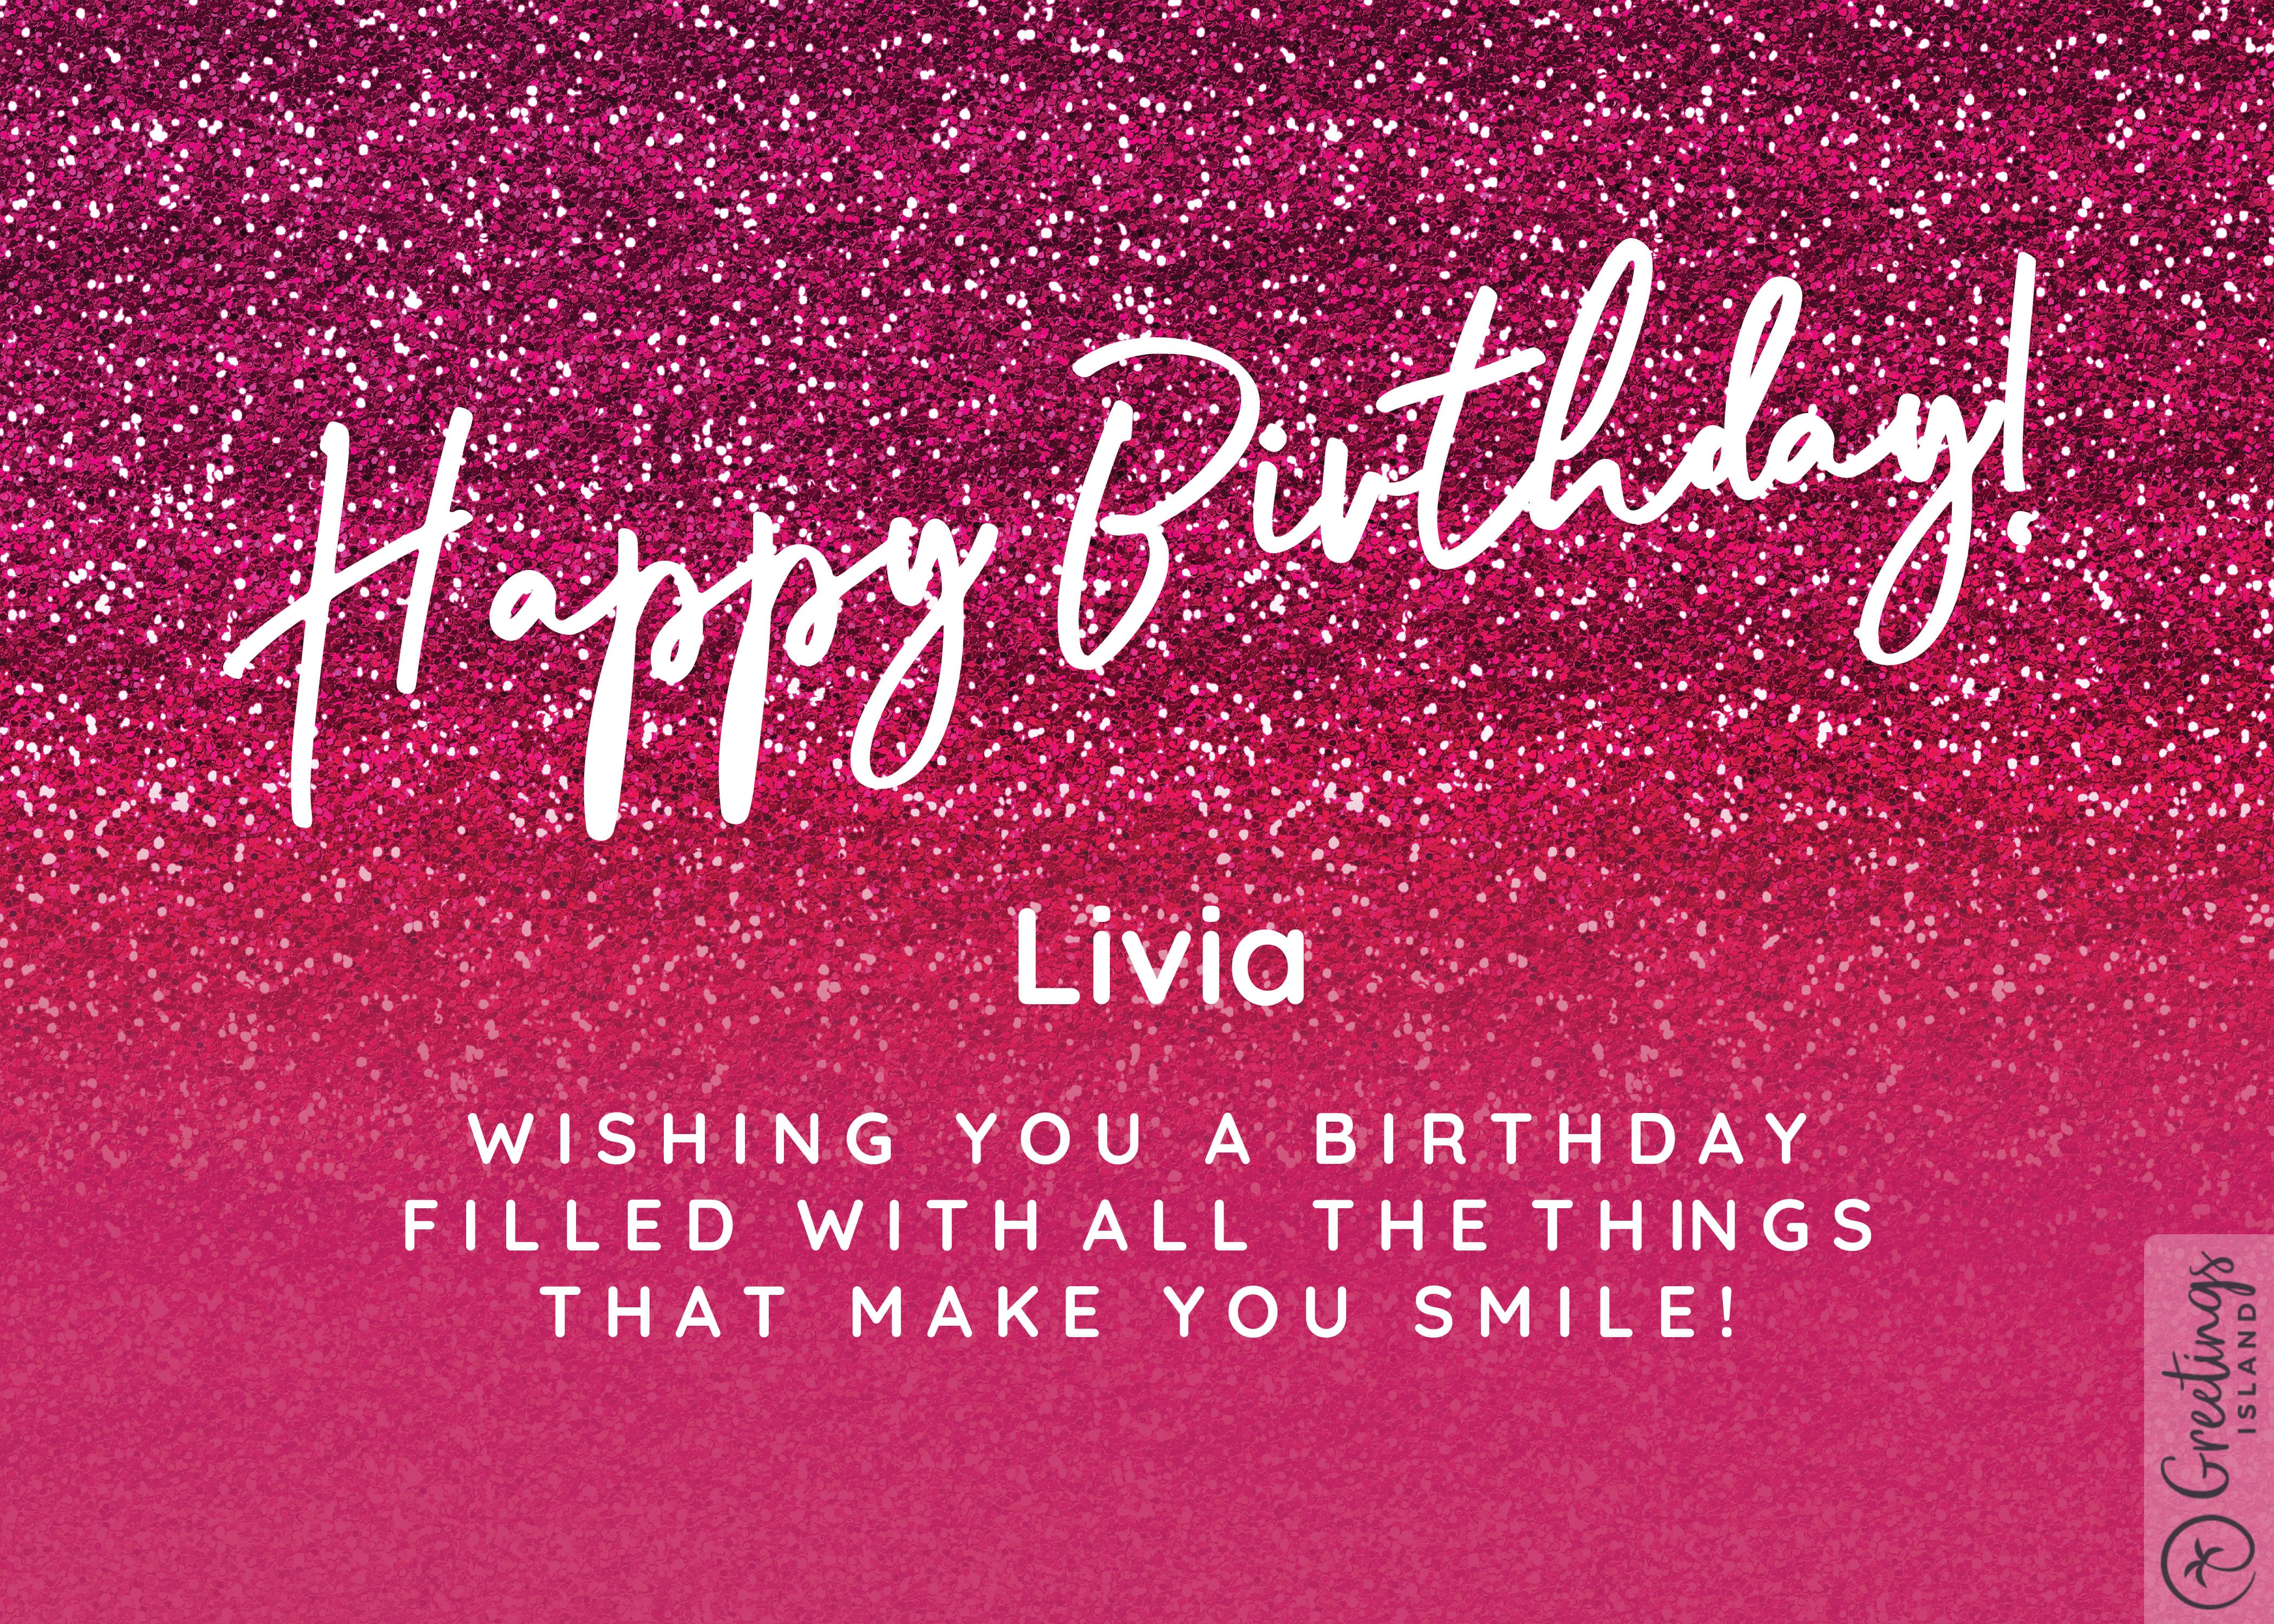 Happy Birthday!
Livia
WISHING YOU A BIRTHDAY
FILLED WITH ALL THE THINGS
THAT MAKE YOU SMILE!
Greetings
ISLAND